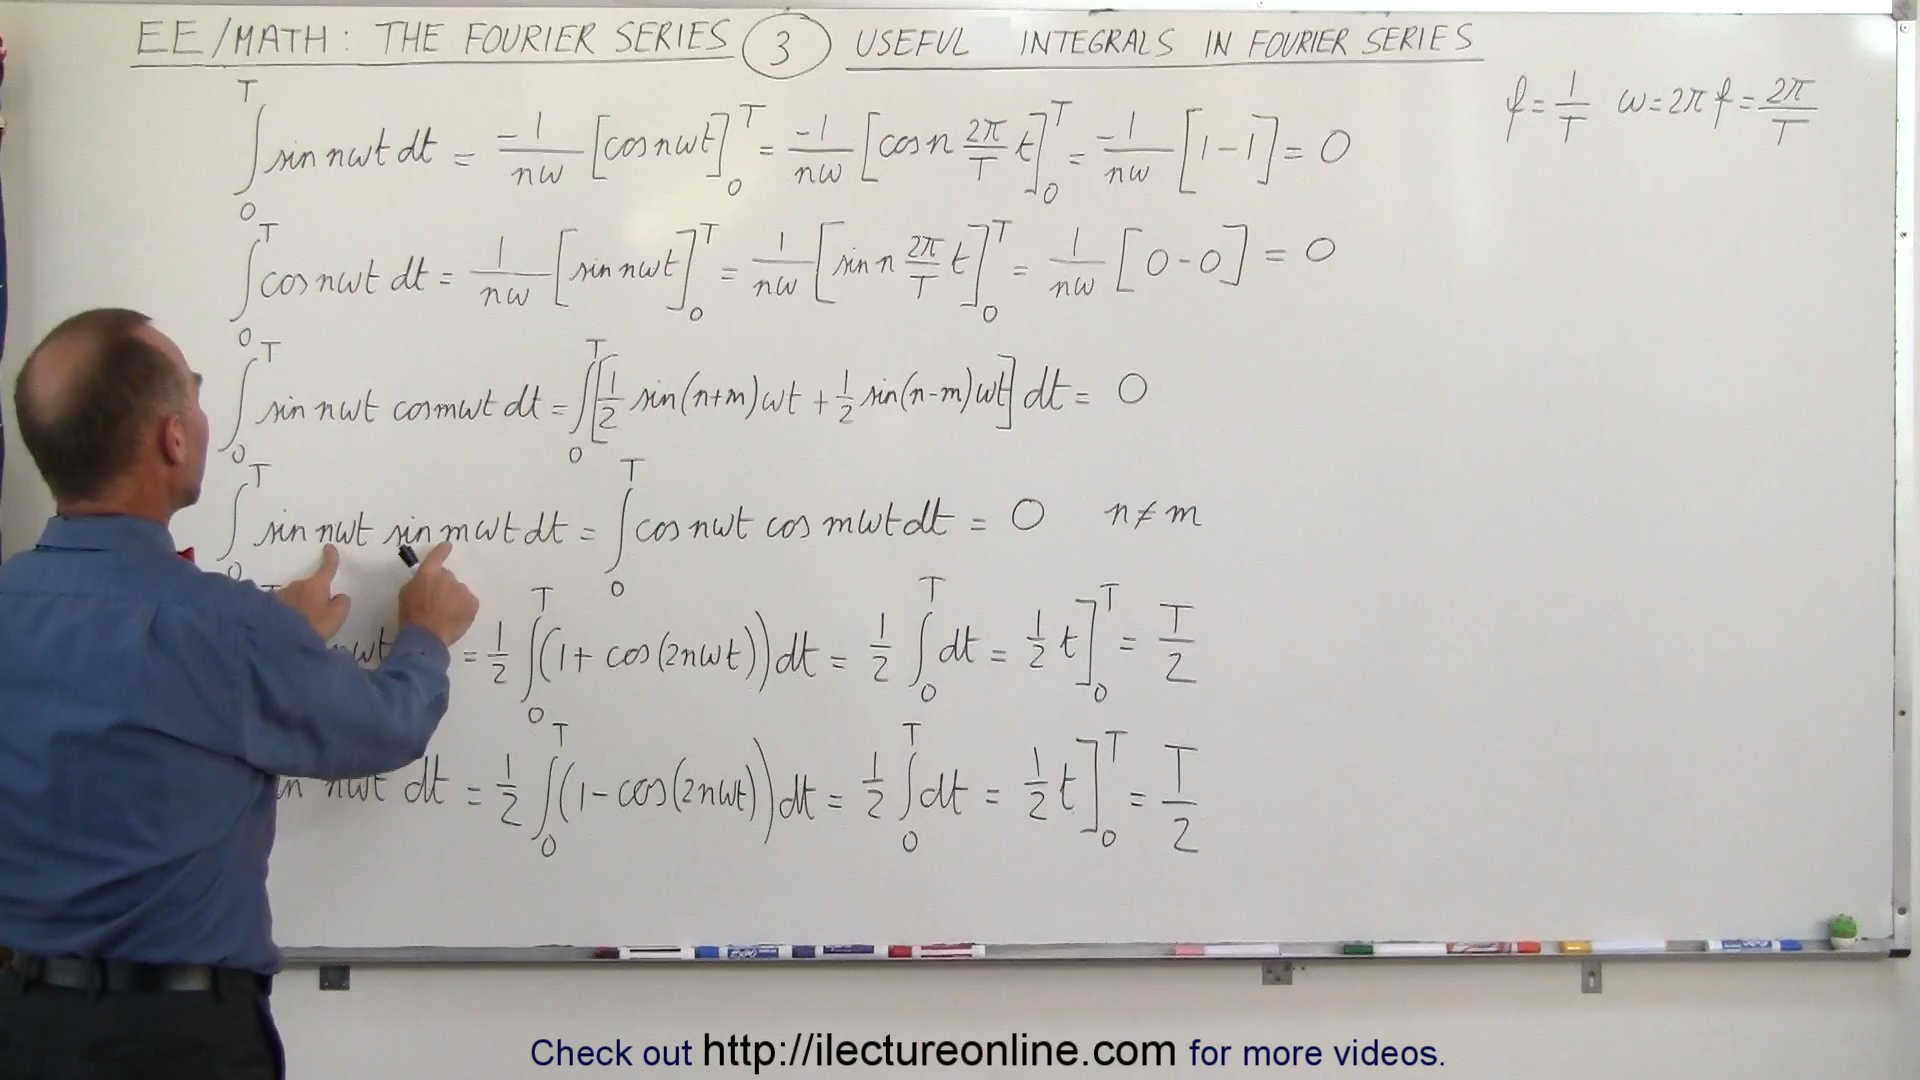 EE/MATH: THE FOURIER SERIES (3) USEFUL INTEGRALS IN FOURIER SERIES
f = 1/T ω = 2πf = 2π/T
∫₀ᵀ sin nωt dt = -1/nω [cos nωt]₀ᵀ = -1/nω [cos n 2π/T t]₀ᵀ = -1/nω [1-1] = 0
∫₀ᵀ cos nωt dt = 1/nω [sin nωt]₀ᵀ = 1/nω [sin n 2π/T t]₀ᵀ = 1/nω [0-0] = 0
∫₀ᵀ sin nωt cos mωt dt = ∫₀ᵀ [1/2 sin(n+m)ωt + 1/2 sin(n-m)ωt] dt = 0
∫₀ᵀ sin nωt sin mωt dt = ∫₀ᵀ cos nωt cos mωt dt = 0 n ≠ m
nωt = 1/2 ∫₀ᵀ (1 + cos(2nωt)) dt = 1/2 ∫₀ᵀ dt = 1/2 t]₀ᵀ = T/2
nωt dt = 1/2 ∫₀ᵀ (1 - cos(2nωt)) dt = 1/2 ∫₀ᵀ dt = 1/2 t]₀ᵀ = T/2
Check out http://ilectureonline.com for more videos.